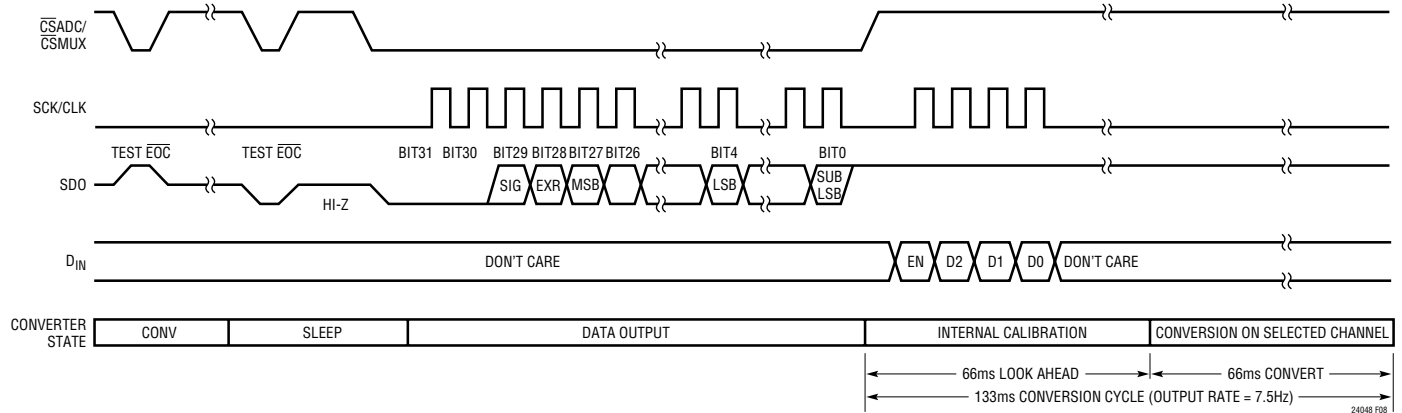 CSADC/
CSMUX
SCK/CLK
TEST EOC TEST EOC BIT31 BIT30 BIT29 BIT28 BIT27 BIT26 BIT4 BIT0
SDO HI-Z SIG EXR MSB LSB SUB LSB
DIN DON'T CARE EN D2 D1 D0 DON'T CARE
CONVERTER STATE CONV SLEEP DATA OUTPUT INTERNAL CALIBRATION CONVERSION ON SELECTED CHANNEL
66ms LOOK AHEAD 66ms CONVERT
133ms CONVERSION CYCLE (OUTPUT RATE = 7.5Hz)
24048 F08